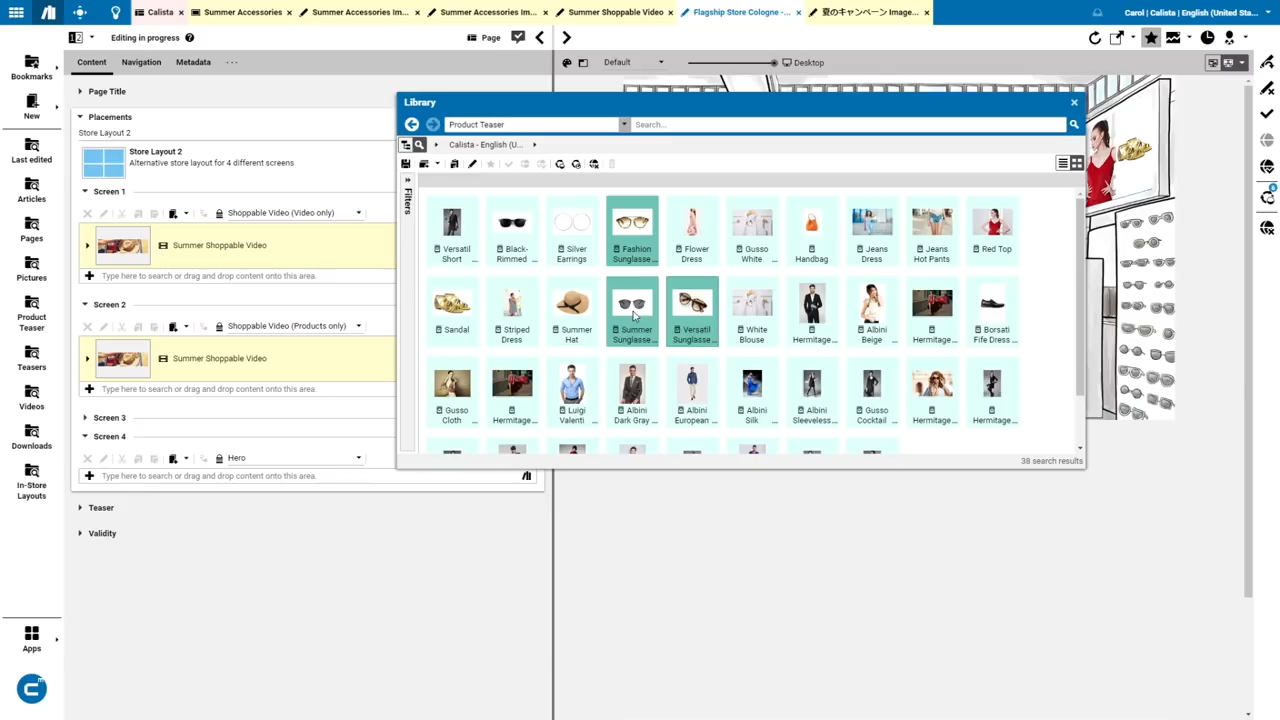 Calista
Summer Accessories
Summer Accessories Im...
Summer Accessories Im...
Summer Shoppable Video
Flagship Store Cologne -...
夏のキャンペーン Image...
Carol | Calista | English (United Sta...
Editing in progress
Page
Content
Navigation
Metadata
Default
Desktop
Bookmarks
New
Last edited
Articles
Pages
Pictures
Product Teaser
Teasers
Videos
Downloads
In-Store Layouts
Apps
Page Title
Placements
Store Layout 2
Store Layout 2
Alternative store layout for 4 different screens
Screen 1
Shoppable Video (Video only)
Summer Shoppable Video
Type here to search or drag and drop content onto this area.
Screen 2
Shoppable Video (Products only)
Summer Shoppable Video
Type here to search or drag and drop content onto this area.
Screen 3
Screen 4
Hero
Type here to search or drag and drop content onto this area.
Teaser
Validity
Library
Product Teaser
Search...
Calista - English (U...
Filters
Versatil Short ...
Black-Rimmed ...
Silver Earrings
Fashion Sunglasse...
Flower Dress
Gusso White ...
Handbag
Jeans Dress
Jeans Hot Pants
Red Top
Sandal
Striped Dress
Summer Hat
Summer Sunglasse...
Versatil Sunglasse...
White Blouse
Hermitage...
Albini Beige ...
Hermitage...
Borsati Fife Dress ...
Gusso Cloth ...
Hermitage...
Luigi Valenti ...
Albini Dark Gray ...
Albini European ...
Albini Silk ...
Albini Sleeveless...
Gusso Cocktail ...
Hermitage...
Hermitage...
38 search results